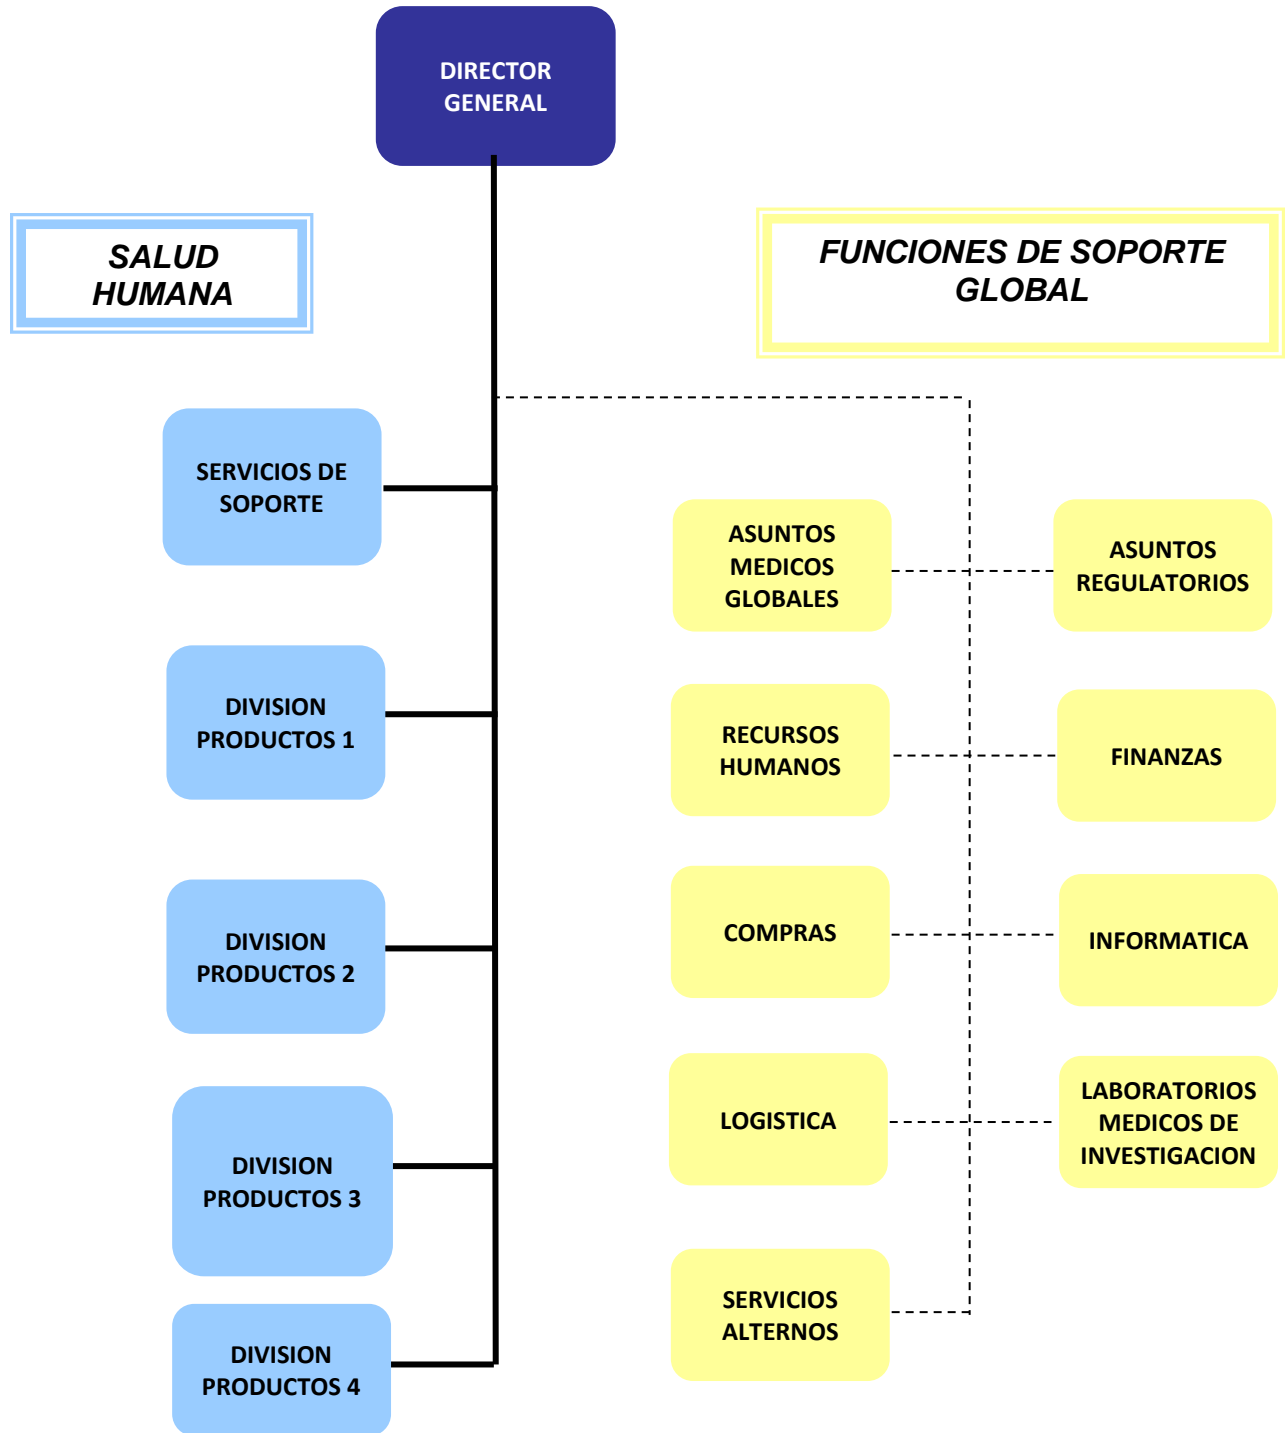 DIRECTOR
GENERAL
SALUD
HUMANA
FUNCIONES DE SOPORTE
GLOBAL
SERVICIOS DE
SOPORTE
DIVISION
PRODUCTOS 1
DIVISION
PRODUCTOS 2
DIVISION
PRODUCTOS 3
DIVISION
PRODUCTOS 4
ASUNTOS
MEDICOS
GLOBALES
ASUNTOS
REGULATORIOS
RECURSOS
HUMANOS
FINANZAS
COMPRAS
INFORMATICA
LOGISTICA
LABORATORIOS
MEDICOS DE
INVESTIGACION
SERVICIOS
ALTERNOS